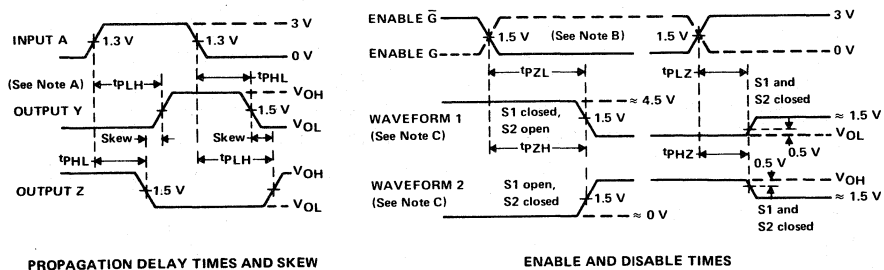 INPUT A
1.3 V
1.3 V
3 V
0 V
(See Note A)
tPLH
tPHL
VOH
OUTPUT Y
1.5 V
VOL
Skew
Skew
tPHL
tPLH
VOH
OUTPUT Z
1.5 V
VOL
PROPAGATION DELAY TIMES AND SKEW
ENABLE G̅
3 V
1.5 V
(See Note B)
1.5 V
ENABLE G
0 V
tPZL
tPLZ
S1 and
S2 closed
≈ 4.5 V
WAVEFORM 1
(See Note C)
S1 closed,
S2 open
1.5 V
≈ 1.5 V
VOL
0.5 V
tPZH
tPHZ
0.5 V
VOH
WAVEFORM 2
(See Note C)
S1 open,
S2 closed
1.5 V
≈ 1.5 V
≈ 0 V
S1 and
S2 closed
ENABLE AND DISABLE TIMES